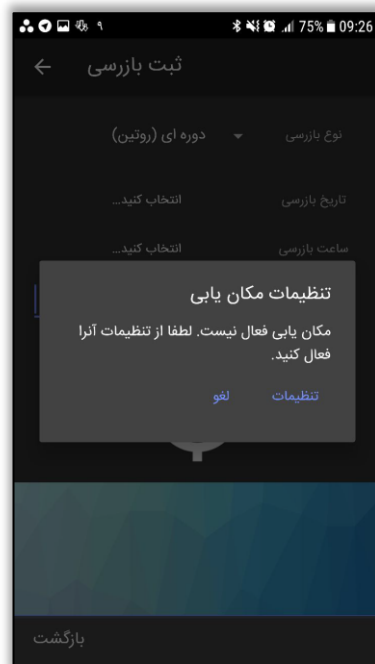 ۹ 75% 09:26
ثبت بازرسی
نوع بازرسی دوره ای (روتین)
تاریخ بازرسی انتخاب کنید...
ساعت بازرسی انتخاب کنید...
تنظیمات مکان یابی
مکان یابی فعال نیست. لطفا از تنظیمات آنرا
فعال کنید.
تنظیمات لغو
بازگشت